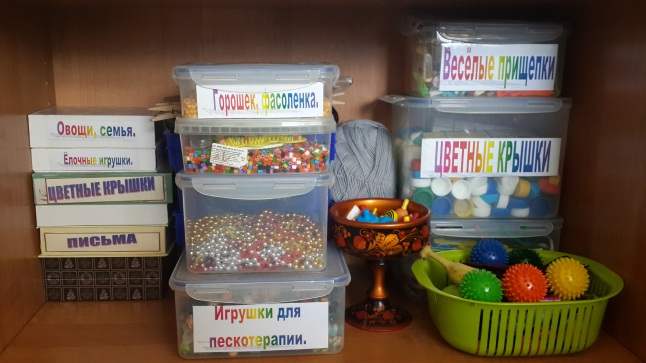 Овощи, семья.
Ёлочные игрушки.
ЦВЕТНЫЕ КРЫШКИ
ПИСЬМА
Горошек, фасоленка.
Игрушки для
пескотерапии.
Весёлые прищепки
ЦВЕТНЫЕ КРЫШКИ